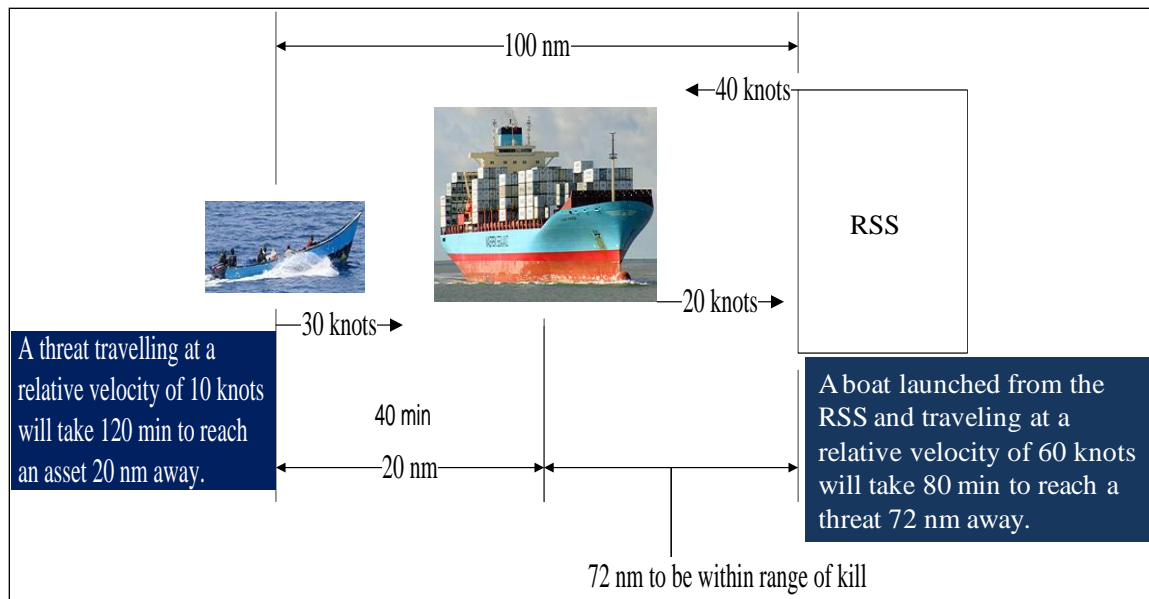 100 nm
40 knots
RSS
20 knots
30 knots
A threat travelling at a
relative velocity of 10 knots
will take 120 min to reach
an asset 20 nm away.
40 min
20 nm
A boat launched from the
RSS and traveling at a
relative velocity of 60 knots
will take 80 min to reach a
threat 72 nm away.
72 nm to be within range of kill